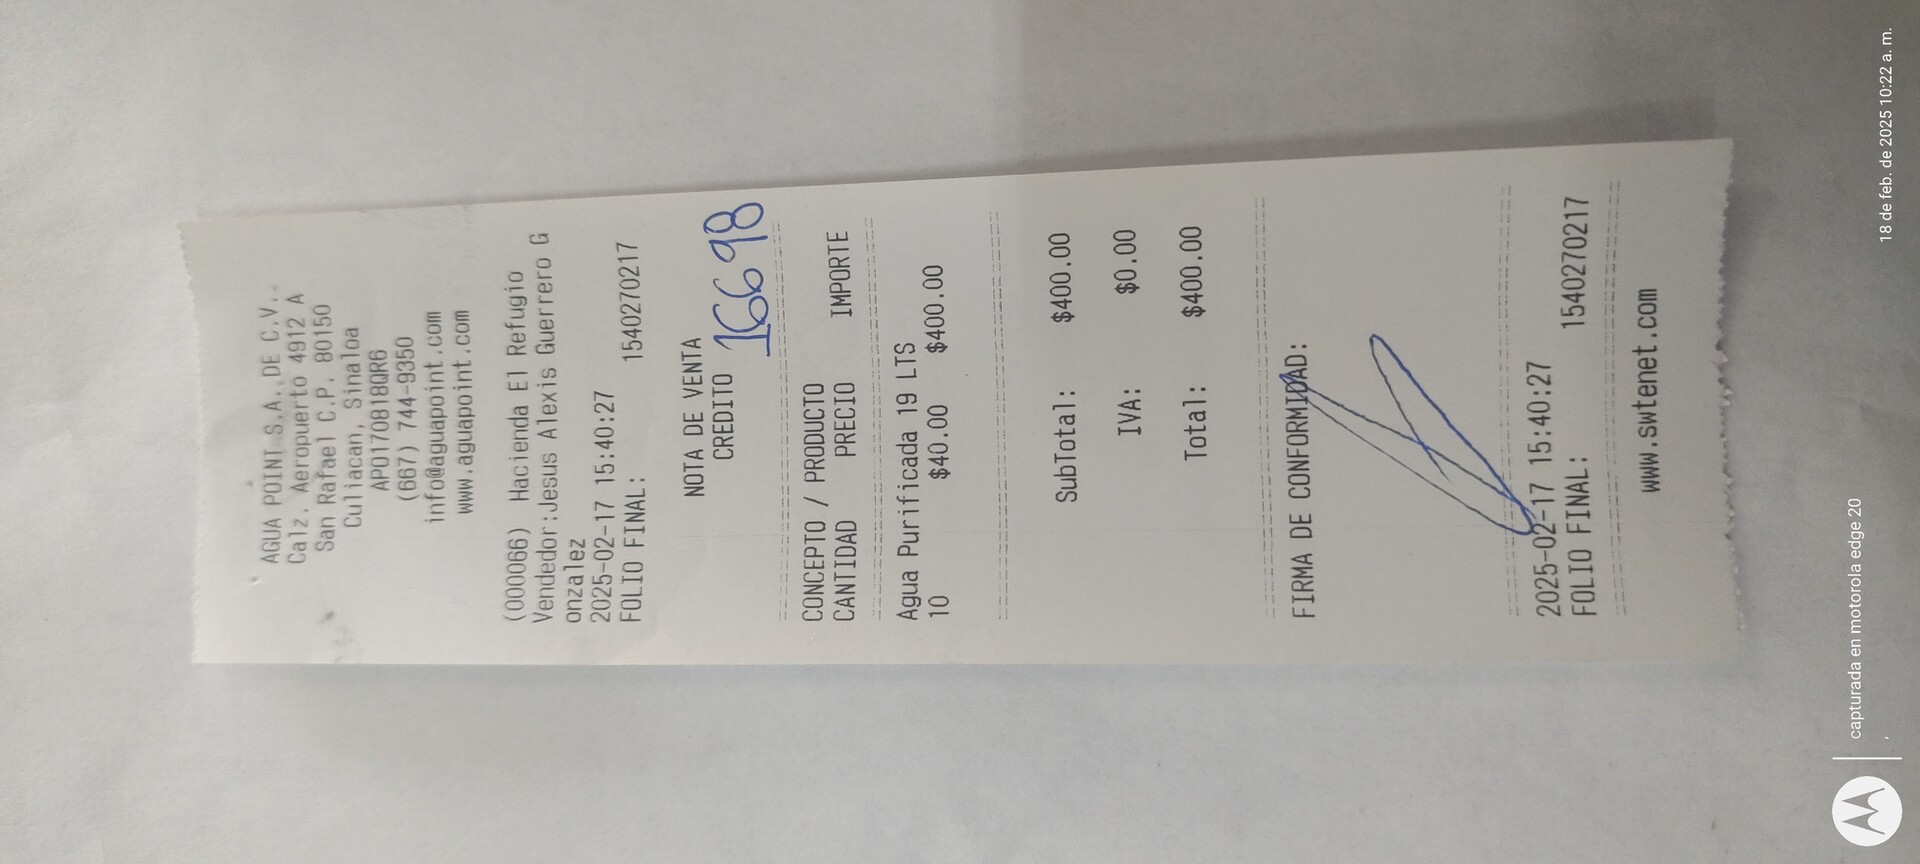 AGUA POINT S.A. DE C.V.
Calz. Aeropuerto 4912 A
San Rafael C.P. 80150
Culiacan, Sinaloa
APO170818QR6
(667) 744-9350
info@aguapoint.com
www.aguapoint.com
(000066) Hacienda El Refugio
Vendedor:Jesus Alexis Guerrero G
onzalez
2025-02-17 15:40:27
FOLIO FINAL: 1540270217
NOTA DE VENTA
CREDITO 16698
CONCEPTO / PRODUCTO
CANTIDAD PRECIO IMPORTE
Agua Purificada 19 LTS
10 $40.00 $400.00
SubTotal: $400.00
IVA: $0.00
Total: $400.00
FIRMA DE CONFORMIDAD:
2025-02-17 15:40:27
FOLIO FINAL: 1540270217
www.swtenet.com
capturada en motorola edge 20
18 de feb. de 2025 10:22 a. m.